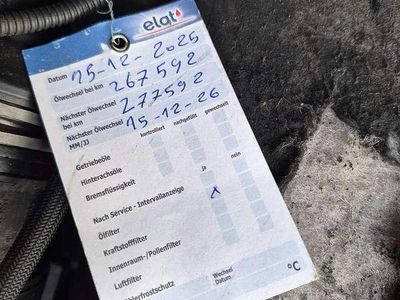 elat
Datum 15-12-2025
Ölwechsel bei km 267592
Nächster Ölwechsel bei km 277592
Nächster Ölwechsel MM/JJ 15-12-26
kontrolliert nachgefüllt gewechselt
Getriebeöle
Hinterachsöle
Bremsflüssigkeit
ja nein
Nach Service - Intervallanzeige x
Ölfilter
Kraftstofffilter
Innenraum-/Pollenfilter
Luftfilter
Wechsel Datum °C